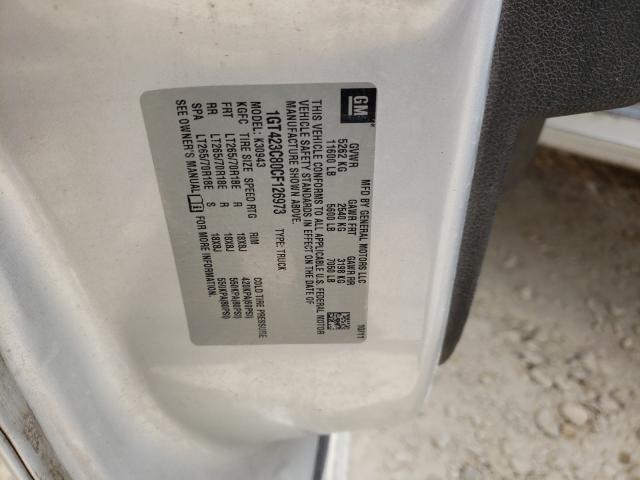 GM
MFD BY GENERAL MOTORS LLC 10/11
GVWR GAWR FRT GAWR RR
5262 KG 2540 KG 3198 KG
11600 LB 5600 LB 7050 LB
THIS VEHICLE CONFORMS TO ALL APPLICABLE U.S. FEDERAL MOTOR
VEHICLE SAFETY STANDARDS IN EFFECT ON THE DATE OF
MANUFACTURE SHOWN ABOVE.
1GT423C80CF126973 TYPE: TRUCK
MODEL: K30943
KGFC TIRE SIZE SPEED RTG RIM COLD TIRE PRESSURE
FRT LT265/70R18E R 18X8J 420KPA(60PSI)
RR LT265/70R18E R 18X8J 550KPA(80PSI)
SPA LT265/70R18E S 18X8J 550KPA(80PSI)
SEE OWNER'S MANUAL FOR MORE INFORMATION.